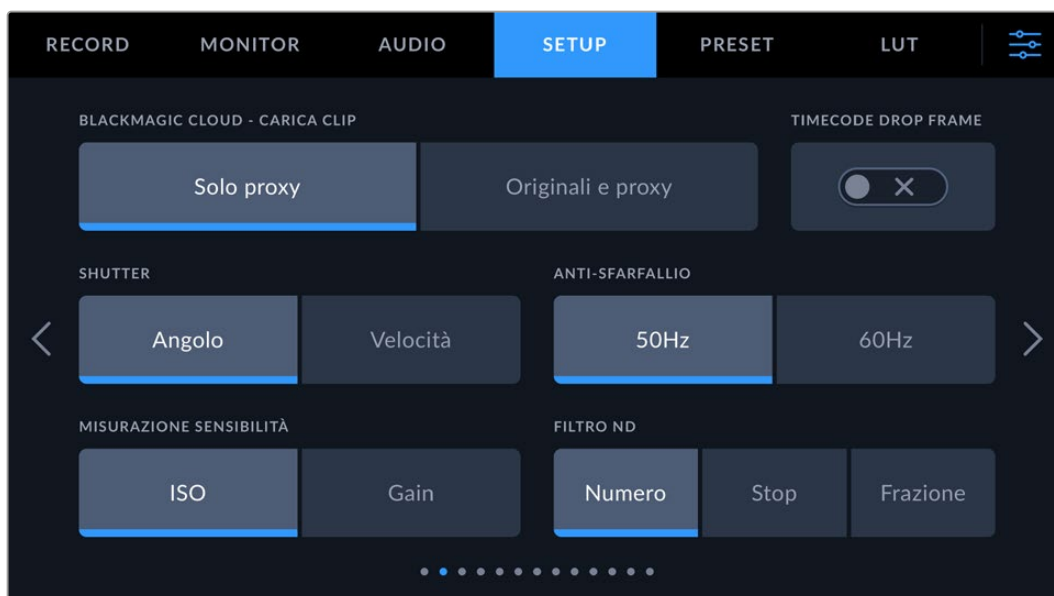 RECORD MONITOR AUDIO SETUP PRESET LUT
BLACKMAGIC CLOUD - CARICA CLIP TIMECODE DROP FRAME
Solo proxy Originali e proxy
SHUTTER ANTI-SFARFALLIO
Angolo Velocità 50Hz 60Hz
MISURAZIONE SENSIBILITÀ FILTRO ND
ISO Gain Numero Stop Frazione